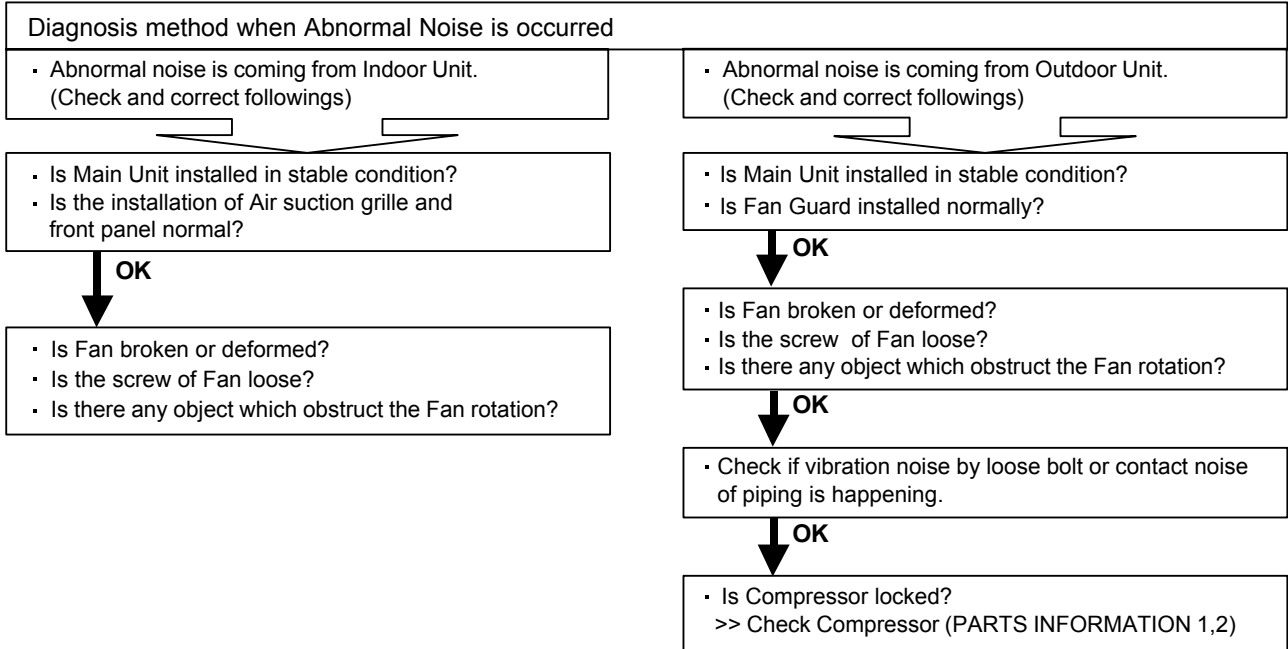 Diagnosis method when Abnormal Noise is occurred
· Abnormal noise is coming from Indoor Unit.
(Check and correct followings)
· Is Main Unit installed in stable condition?
· Is the installation of Air suction grille and
front panel normal?
OK
· Is Fan broken or deformed?
· Is the screw of Fan loose?
· Is there any object which obstruct the Fan rotation?
· Abnormal noise is coming from Outdoor Unit.
(Check and correct followings)
· Is Main Unit installed in stable condition?
· Is Fan Guard installed normally?
OK
· Is Fan broken or deformed?
· Is the screw of Fan loose?
· Is there any object which obstruct the Fan rotation?
OK
· Check if vibration noise by loose bolt or contact noise
of piping is happening.
OK
· Is Compressor locked?
>> Check Compressor (PARTS INFORMATION 1,2)